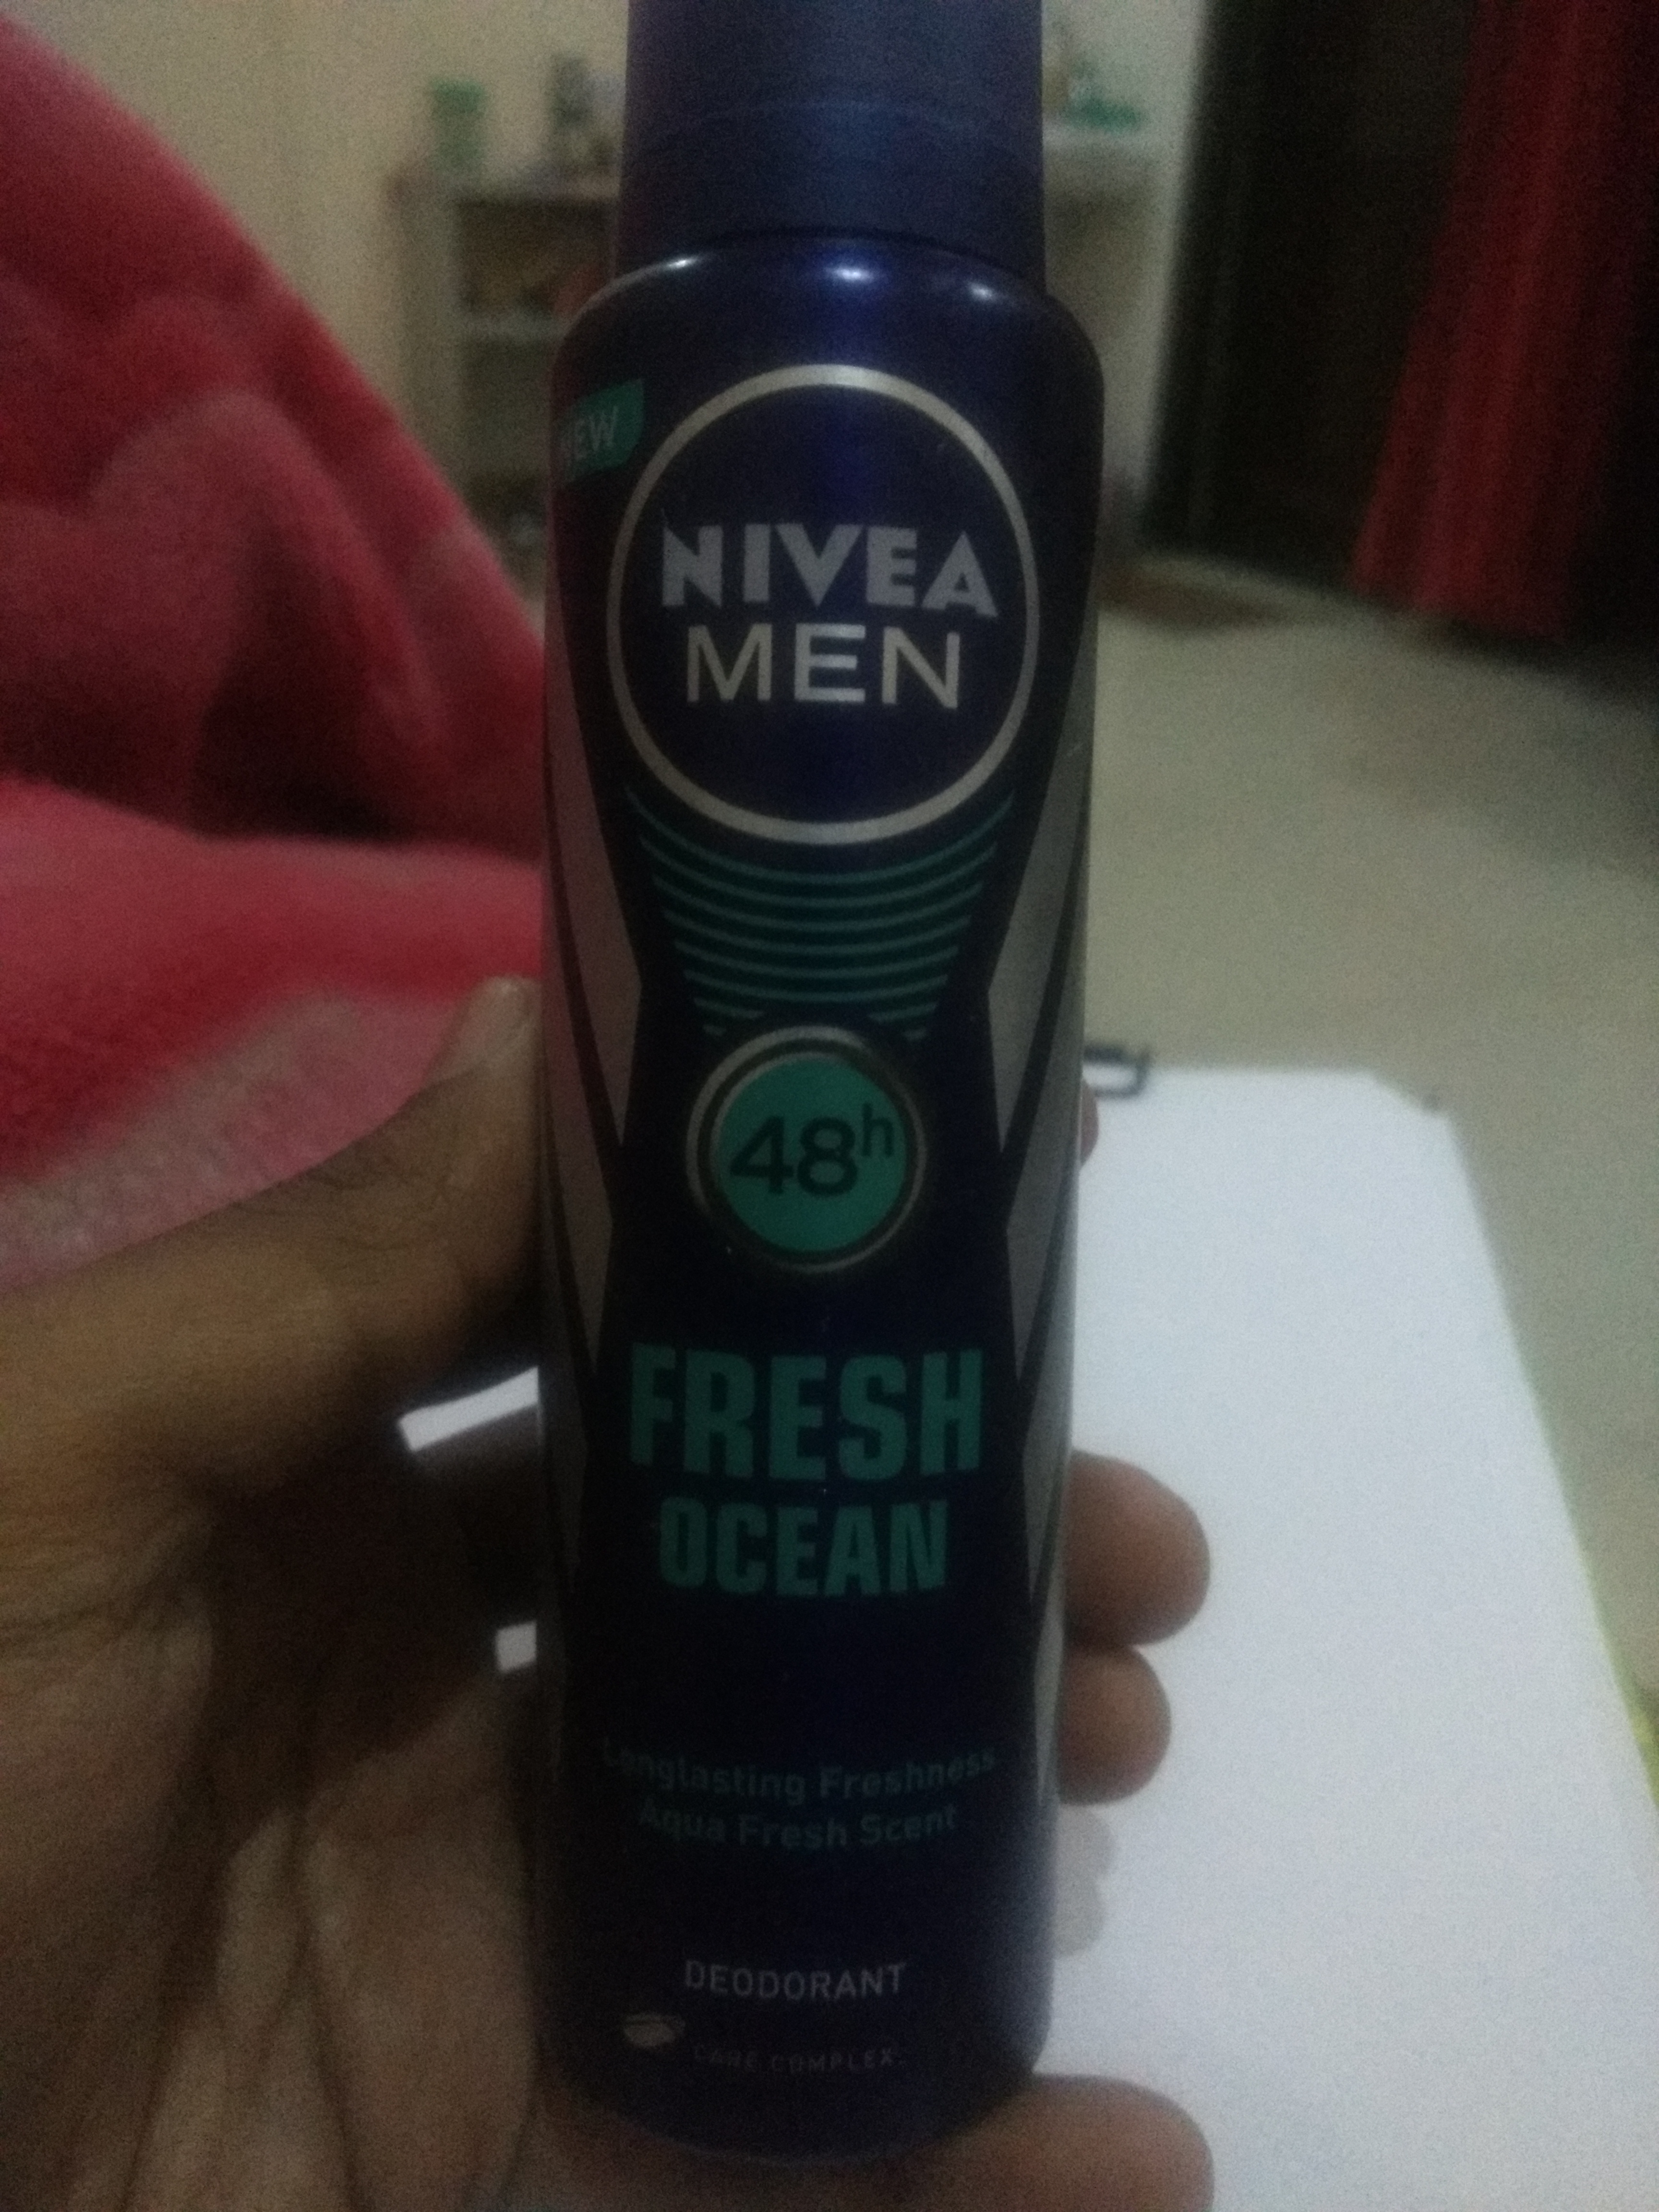 NEW
NIVEA
MEN
48h
FRESH
OCEAN
Longlasting Freshness
Aqua Fresh Scent
DEODORANT
CARE COMPLEX